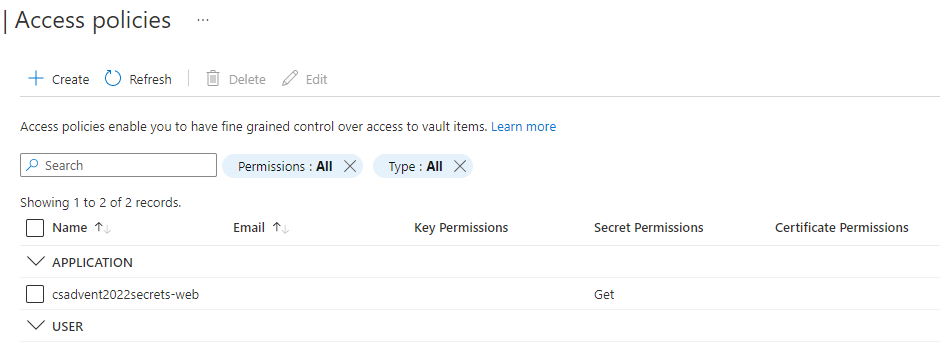 | Access policies ...
Create Refresh Delete Edit
Access policies enable you to have fine grained control over access to vault items. Learn more
Search Permissions : All Type : All
Showing 1 to 2 of 2 records.
Name ↑↓ Email ↑↓ Key Permissions Secret Permissions Certificate Permissions
APPLICATION
csadvent2022secrets-web Get
USER